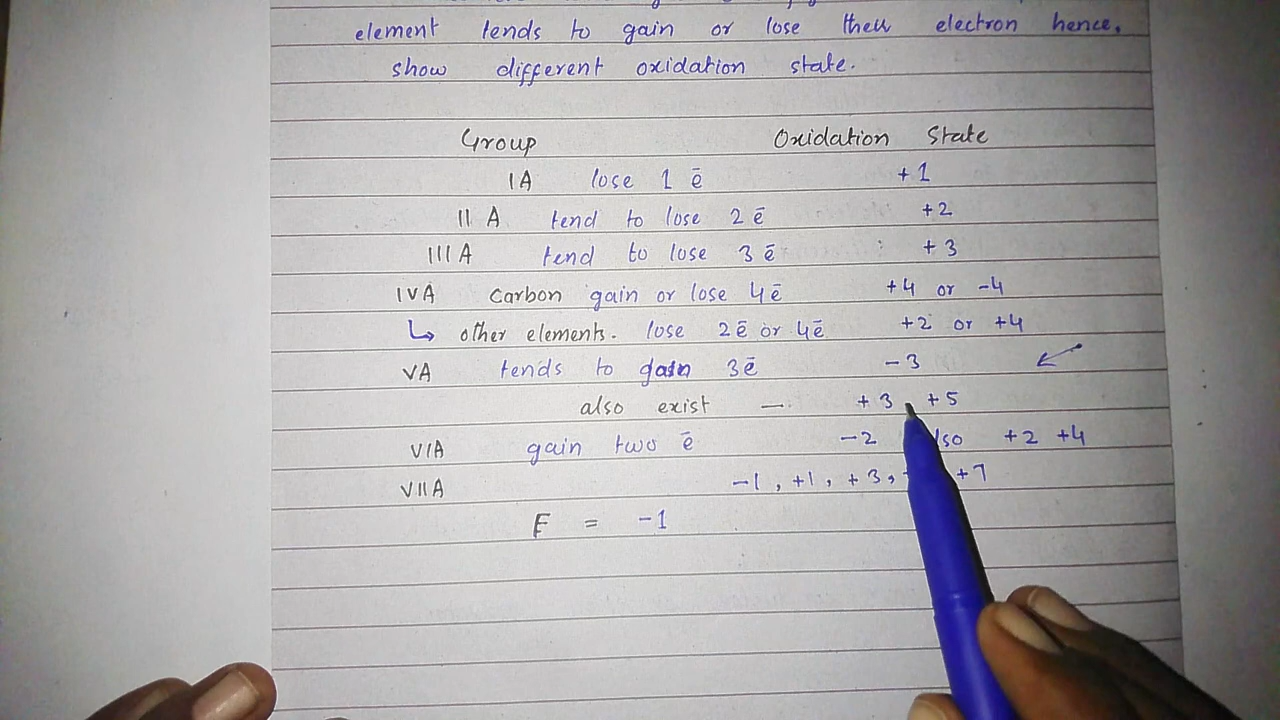 element tends to gain or lose their electron hence,
show different oxidation state.
Group Oxidation State
IA lose 1 ē +1
II A tend to lose 2 ē +2
III A tend to lose 3 ē +3
IVA carbon gain or lose 4ē +4 or -4
↳ other elements. lose 2ē or 4ē +2 or +4
VA tends to gain 3ē -3
also exist — +3 +5
VIA gain two ē -2 +2 +4
VIIA -1, +1, +3, +7
F = -1